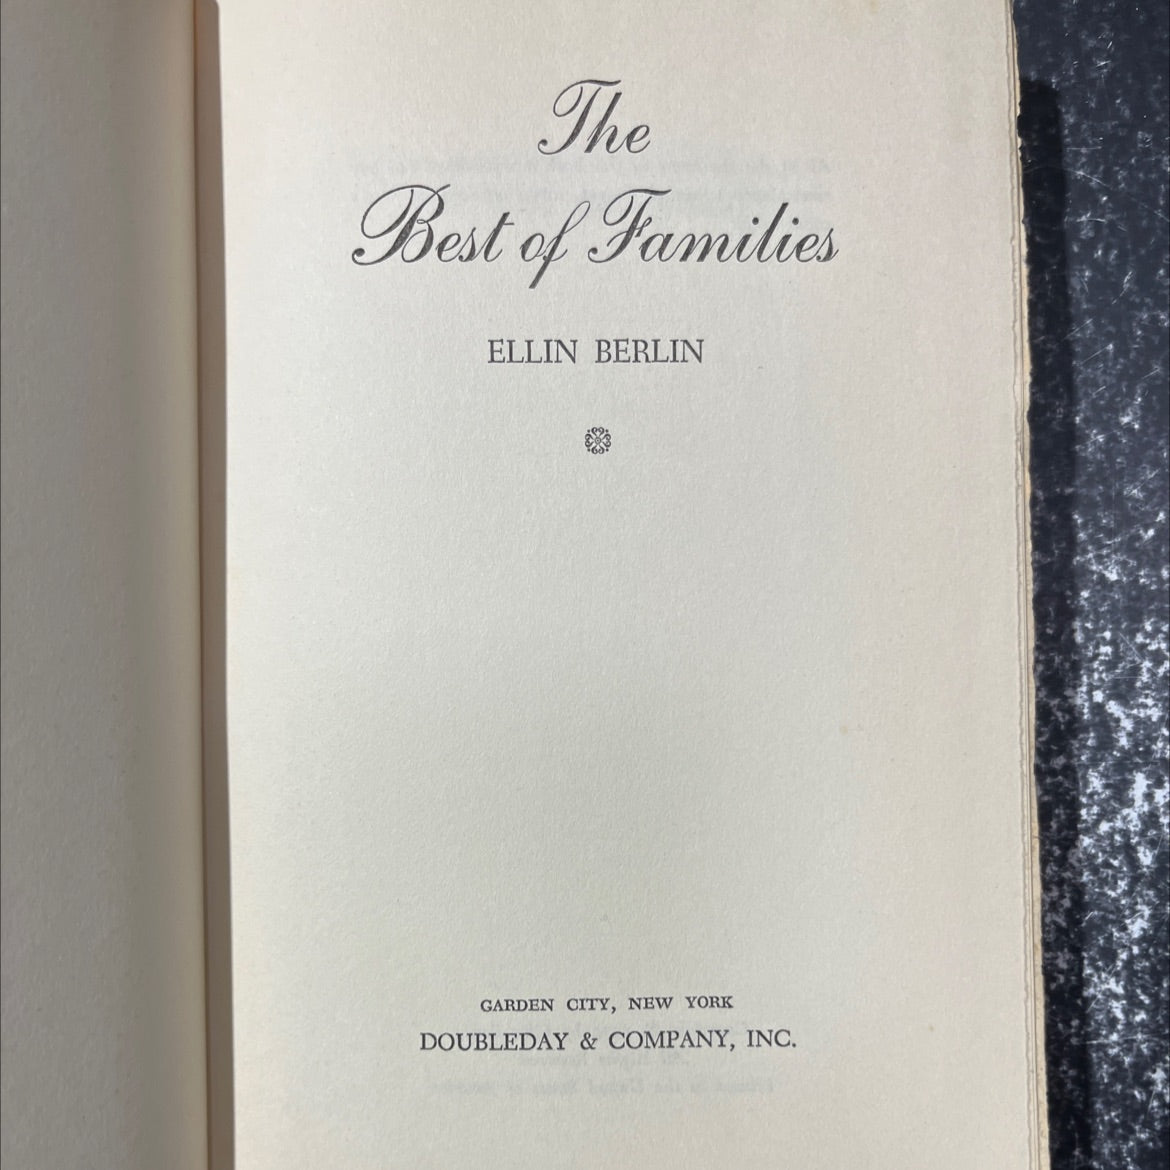 The
Best of Families
ELLIN BERLIN
GARDEN CITY, NEW YORK
DOUBLEDAY & COMPANY, INC.